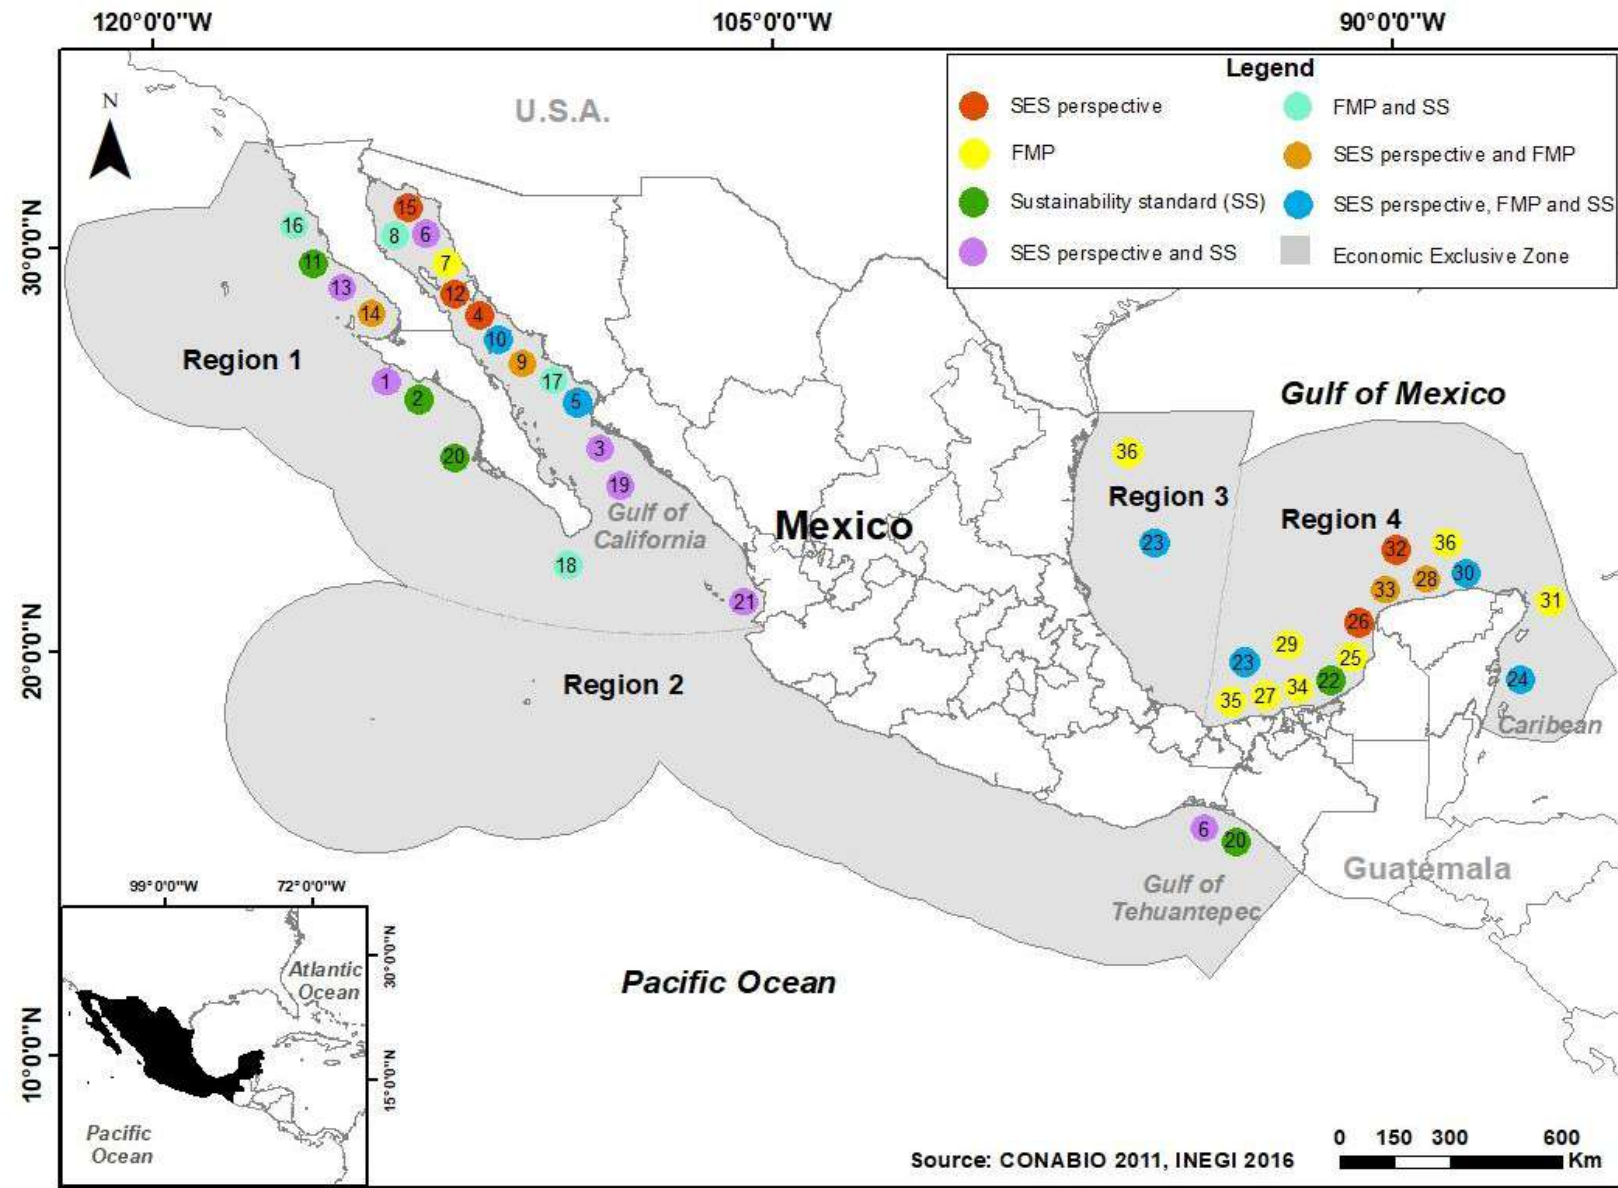 120°0'0"W
105°0'0"W
90°0'0"W
30°0'0"N
20°0'0"N
10°0'0"N
N
U.S.A.
Legend
SES perspective
FMP
Sustainability standard (SS)
SES perspective and SS
FMP and SS
SES perspective and FMP
SES perspective, FMP and SS
Economic Exclusive Zone
15
16
8
6
7
11
13
12
14
4
10
9
17
1
2
5
3
20
19
18
21
Region 1
Gulf of
California
Mexico
Region 2
Gulf of Mexico
36
Region 3
23
Region 4
32
36
30
28
33
31
26
29
25
23
22
34
27
35
24
Caribean
6
20
Gulf of
Tehuantepec
Guatemala
Pacific Ocean
99°0'0"W
72°0'0"W
30°0'0"N
15°0'0"N
Atlantic
Ocean
Pacific
Ocean
Source: CONABIO 2011, INEGI 2016
0 150 300 600
Km